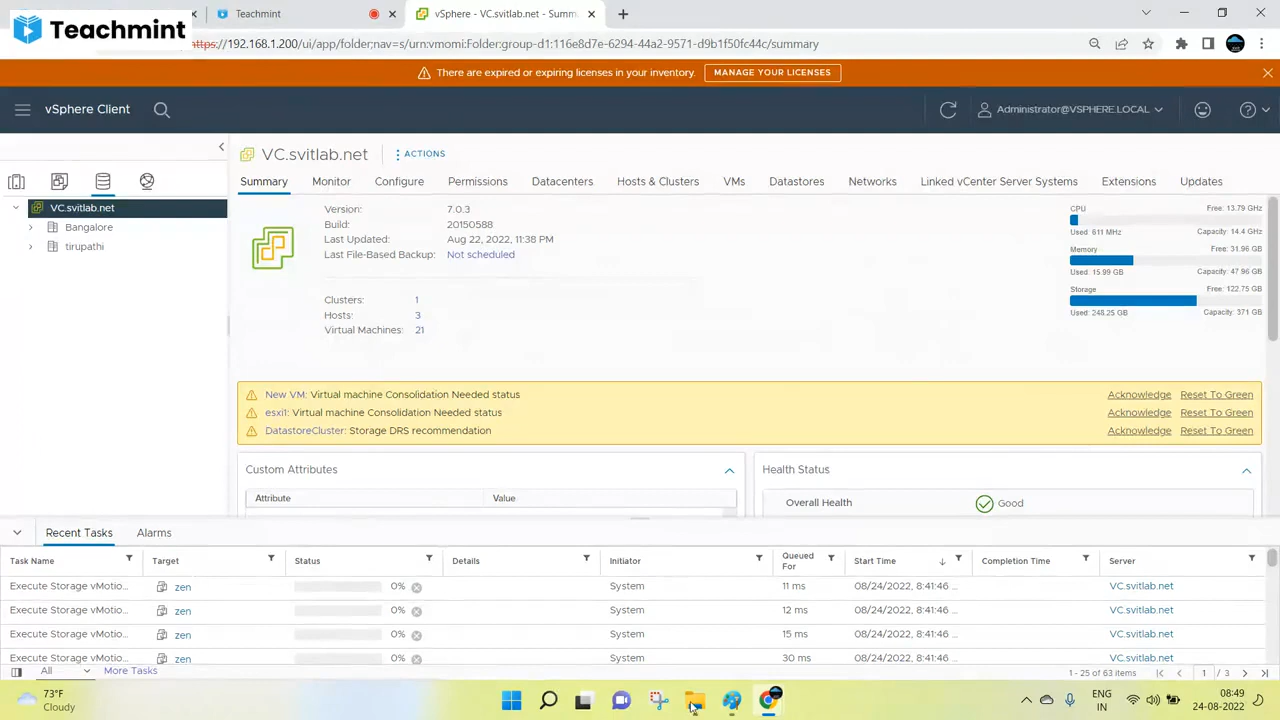 Teachmint
Teachmint
vSphere - VC.svitlab.net - Summ
https://192.168.1.200/ui/app/folder;nav=s/urn:vmomi:Folder:group-d1:116e8d7e-6234-44a2-9571-d9b1f50fc44c/summary
There are expired or expiring licenses in your inventory. MANAGE YOUR LICENSES
vSphere Client
Administrator@VSPHERE.LOCAL
VC.svitlab.net ACTIONS
Summary Monitor Configure Permissions Datacenters Hosts & Clusters VMs Datastores Networks Linked vCenter Server Systems Extensions Updates
VC.svitlab.net
Bangalore
tirupathi
Version: 7.0.3
Build: 20150588
Last Updated: Aug 22, 2022, 11:38 PM
Last File-Based Backup: Not scheduled
Clusters: 1
Hosts: 3
Virtual Machines: 21
CPU Free: 13.79 GHz
Used: 611 MHz Capacity: 14.4 GHz
Memory Free: 31.96 GB
Used: 15.99 GB Capacity: 47.96 GB
Storage Free: 122.75 GB
Used: 248.25 GB Capacity: 371 GB
New VM: Virtual machine Consolidation Needed status Acknowledge Reset To Green
esxi1: Virtual machine Consolidation Needed status Acknowledge Reset To Green
DatastoreCluster: Storage DRS recommendation Acknowledge Reset To Green
Custom Attributes
Attribute Value
Health Status
Overall Health Good
Recent Tasks Alarms
Task Name Target Status Details Initiator Queued For Start Time Completion Time Server
Execute Storage vMotio... zen 0% System 11 ms 08/24/2022, 8:41:46 ... VC.svitlab.net
Execute Storage vMotio... zen 0% System 12 ms 08/24/2022, 8:41:46 ... VC.svitlab.net
Execute Storage vMotio... zen 0% System 15 ms 08/24/2022, 8:41:46 ... VC.svitlab.net
Execute Storage vMotio... zen 0% System 30 ms 08/24/2022, 8:41:46 ... VC.svitlab.net
All More Tasks 1 - 25 of 63 items 1 / 3
73°F
Cloudy
ENG
IN
08:49
24-08-2022